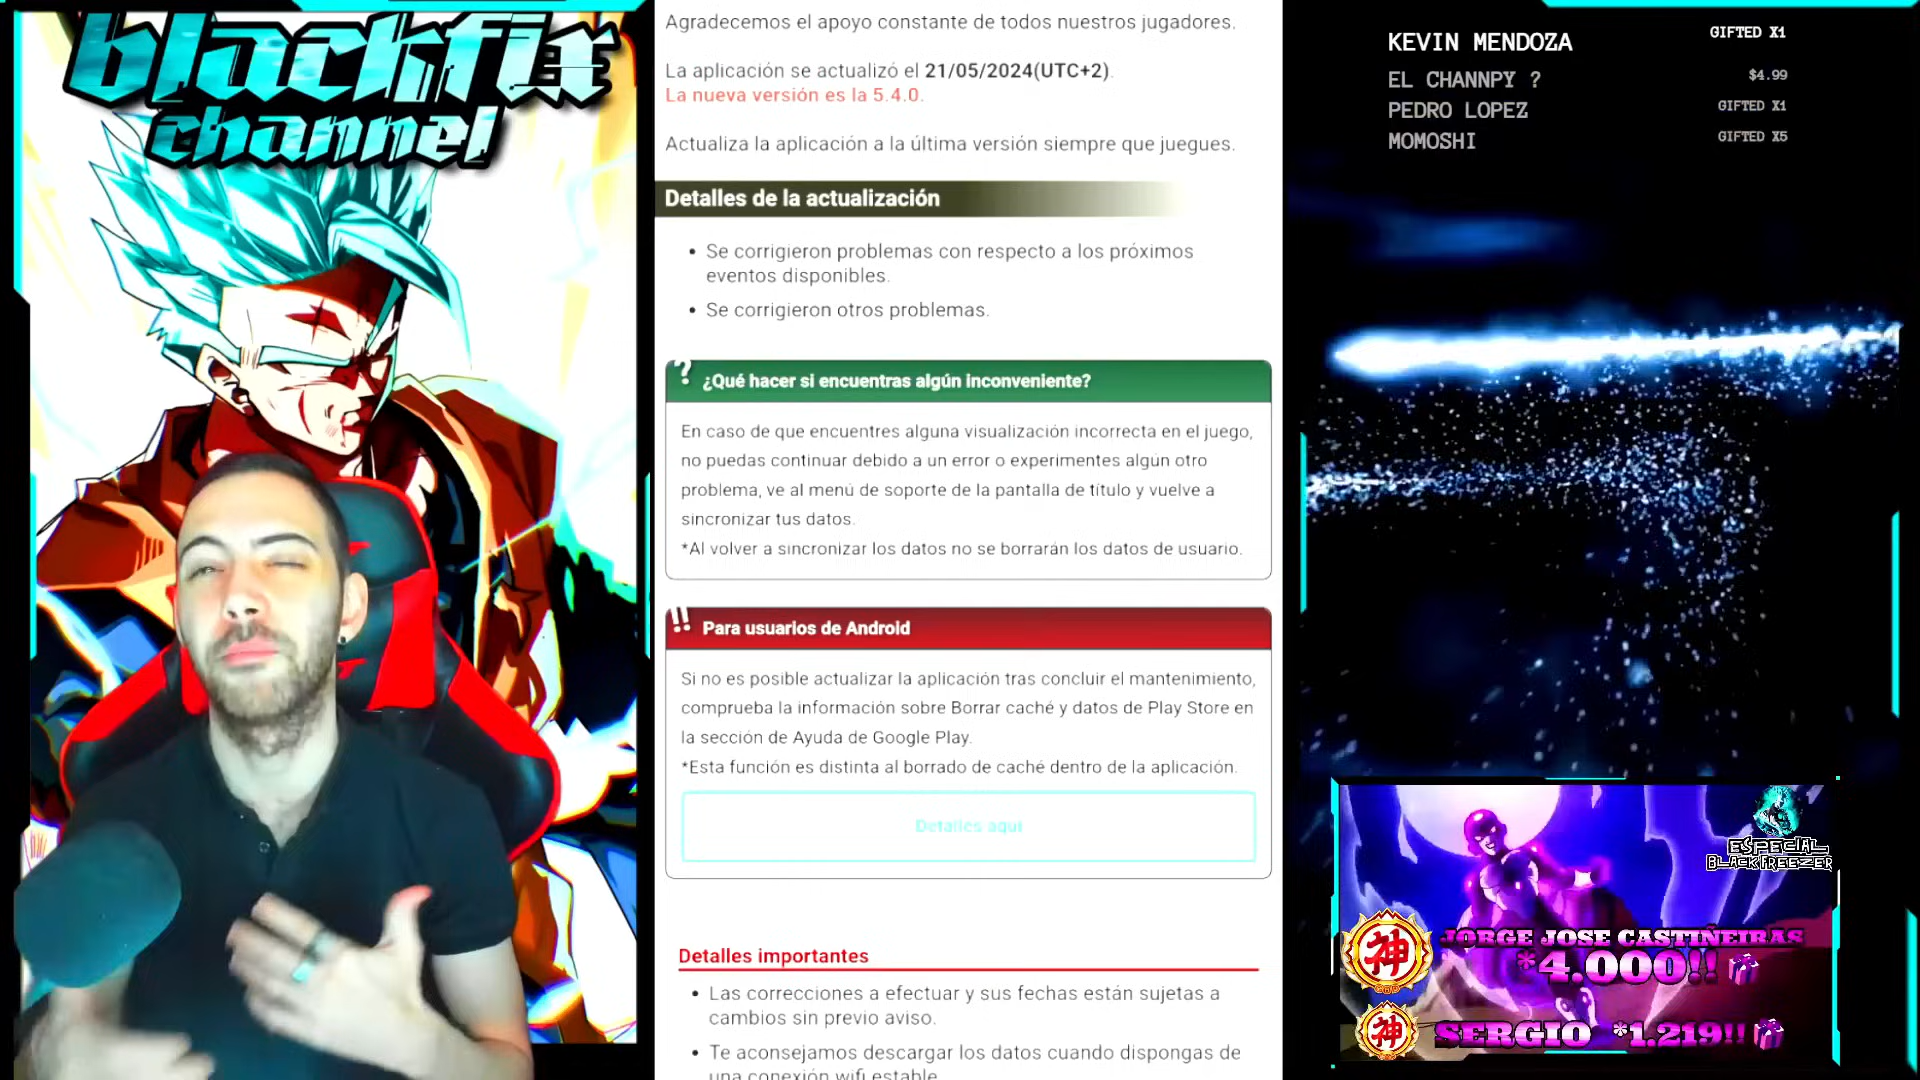 blackfix
channel
Agradecemos el apoyo constante de todos nuestros jugadores.
La aplicación se actualizó el 21/05/2024(UTC+2).
La nueva versión es la 5.4.0.
Actualiza la aplicación a la última versión siempre que juegues.
Detalles de la actualización
• Se corrigieron problemas con respecto a los próximos
eventos disponibles.
• Se corrigieron otros problemas.
? ¿Qué hacer si encuentras algún inconveniente?
En caso de que encuentres alguna visualización incorrecta en el juego,
no puedas continuar debido a un error o experimentes algún otro
problema, ve al menú de soporte de la pantalla de título y vuelve a
sincronizar tus datos.
*Al volver a sincronizar los datos no se borrarán los datos de usuario.
!! Para usuarios de Android
Si no es posible actualizar la aplicación tras concluir el mantenimiento,
comprueba la información sobre Borrar caché y datos de Play Store en
la sección de Ayuda de Google Play.
*Esta función es distinta al borrado de caché dentro de la aplicación.
Detalles aquí
Detalles importantes
• Las correcciones a efectuar y sus fechas están sujetas a
cambios sin previo aviso.
• Te aconsejamos descargar los datos cuando dispongas de
una conexión wifi estable
KEVIN MENDOZA GIFTED X1
EL CHANNPY ? $4.99
PEDRO LOPEZ GIFTED X1
MOMOSHI GIFTED X5
ESPECIAL
BLACKFREEZER
神 GOD
JORGE JOSE CASTIÑEIRAS
*4.000!!
神
SERGIO *1.219!!